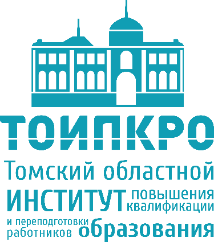 ТОИПКРО
Томский областной
ИНСТИТУТ повышения квалификации
и переподготовки работников образования